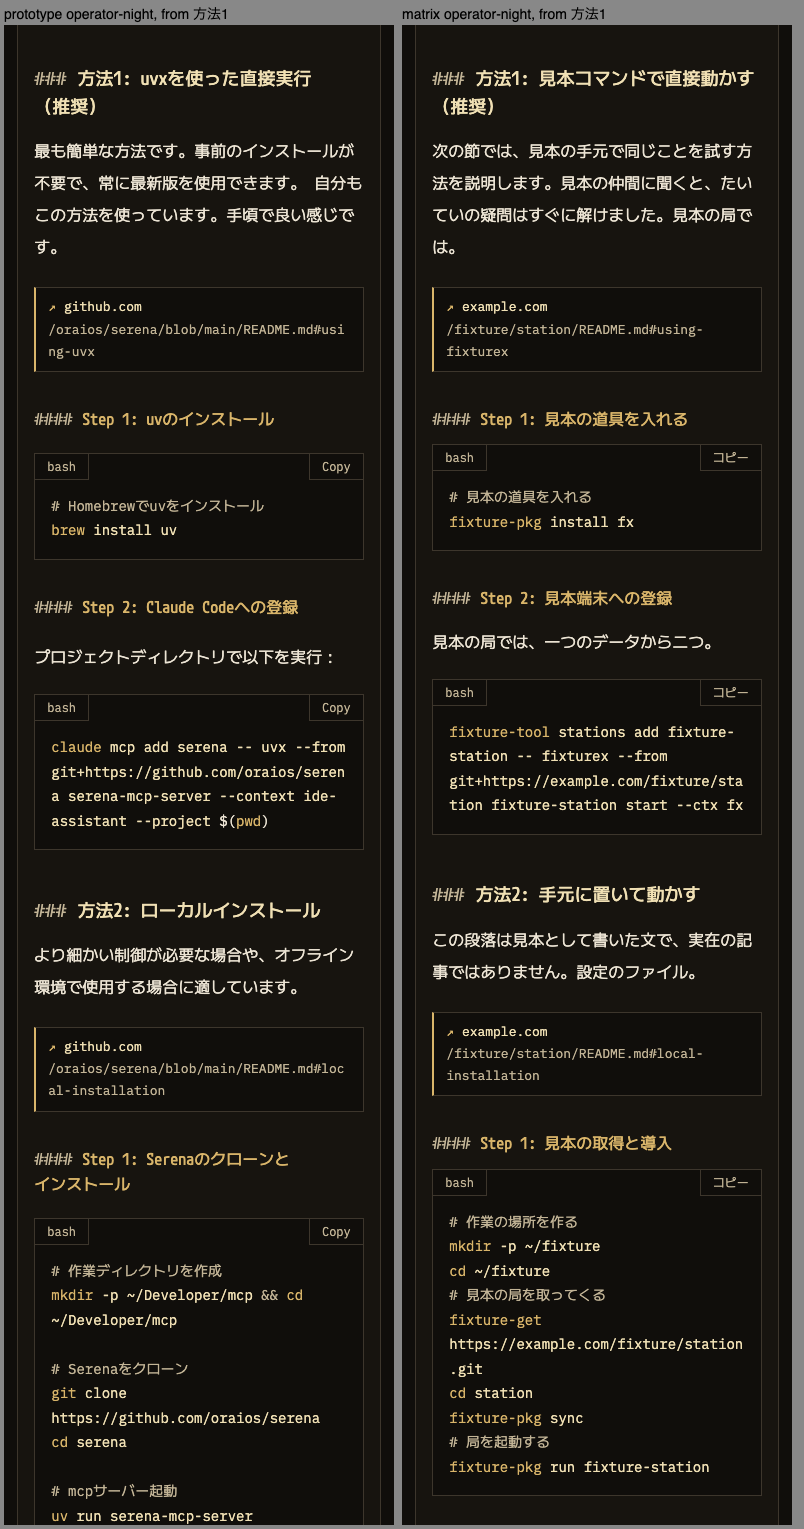 prototype operator-night, from 方法1
### 方法1: uvxを使った直接実行
（推奨）
最も簡単な方法です。事前のインストールが
不要で、常に最新版を使用できます。 自分も
この方法を使っています。手頃で良い感じで
す。
↗ github.com
/oraios/serena/blob/main/README.md#usi
ng-uvx
#### Step 1: uvのインストール
bash
Copy
# Homebrewでuvをインストール
brew install uv
#### Step 2: Claude Codeへの登録
プロジェクトディレクトリで以下を実行：
bash
Copy
claude mcp add serena -- uvx --from
git+https://github.com/oraios/seren
a serena-mcp-server --context ide-
assistant --project $(pwd)
### 方法2: ローカルインストール
より細かい制御が必要な場合や、オフライン
環境で使用する場合に適しています。
↗ github.com
/oraios/serena/blob/main/README.md#loc
al-installation
#### Step 1: Serenaのクローンと
インストール
bash
Copy
# 作業ディレクトリを作成
mkdir -p ~/Developer/mcp && cd
~/Developer/mcp
# Serenaをクローン
git clone
https://github.com/oraios/serena
cd serena
# mcpサーバー起動
uv run serena-mcp-server
matrix operator-night, from 方法1
### 方法1: 見本コマンドで直接動かす
（推奨）
次の節では、見本の手元で同じことを試す方
法を説明します。見本の仲間に聞くと、たい
ていの疑問はすぐに解けました。見本の局で
は。
↗ example.com
/fixture/station/README.md#using-
fixturex
#### Step 1: 見本の道具を入れる
bash
コピー
# 見本の道具を入れる
fixture-pkg install fx
#### Step 2: 見本端末への登録
見本の局では、一つのデータから二つ。
bash
コピー
fixture-tool stations add fixture-
station -- fixturex --from
git+https://example.com/fixture/sta
tion fixture-station start --ctx fx
### 方法2: 手元に置いて動かす
この段落は見本として書いた文で、実在の記
事ではありません。設定のファイル。
↗ example.com
/fixture/station/README.md#local-
installation
#### Step 1: 見本の取得と導入
bash
コピー
# 作業の場所を作る
mkdir -p ~/fixture
cd ~/fixture
# 見本の局を取ってくる
fixture-get
https://example.com/fixture/station
.git
cd station
fixture-pkg sync
# 局を起動する
fixture-pkg run fixture-station